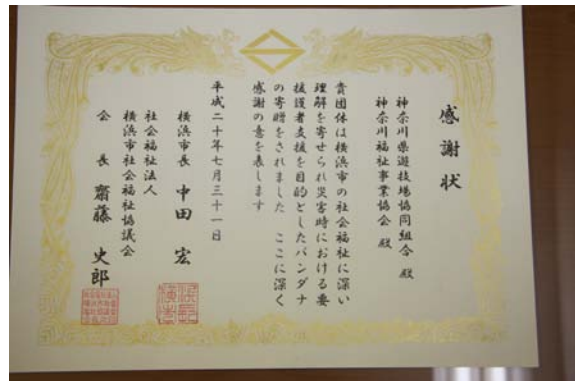 感謝状
神奈川県遊技場協同組合 殿
神奈川福祉事業協会 殿
貴団体は横浜市の社会福祉に深い
理解を寄せられ災害時における要
援護者支援を目的としたバンダナ
の寄贈をされました ここに深く
感謝の意を表します
平成二十年七月三十一日
横浜市長 中田 宏
社会福祉法人
横浜市社会福祉協議会
会長 齋藤 史郎